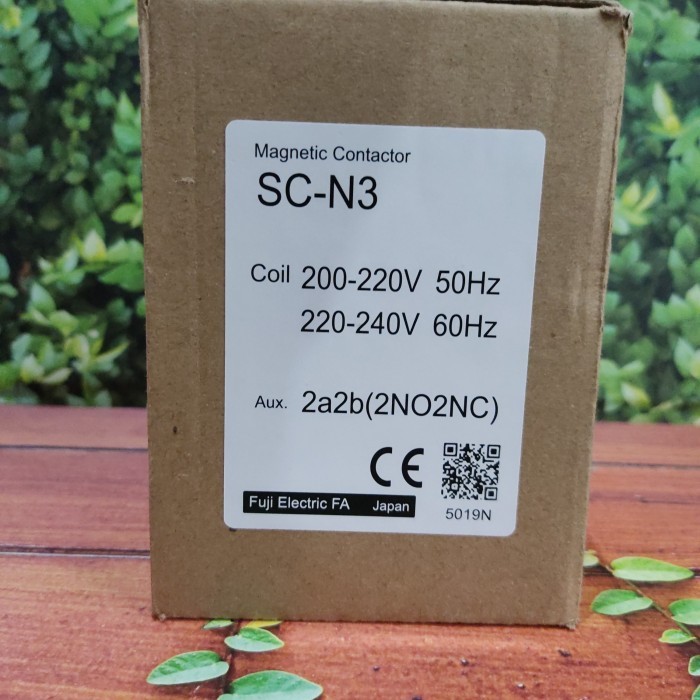 Magnetic Contactor
SC-N3
Coil 200-220V 50Hz
220-240V 60Hz
Aux. 2a2b(2NO2NC)
CE
Fuji Electric FA Japan
5019N